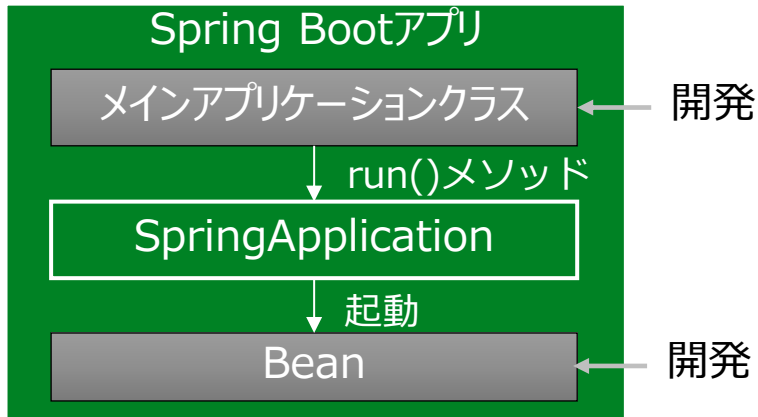 Spring Bootアプリ
メインアプリケーションクラス
開発
run()メソッド
SpringApplication
起動
Bean
開発